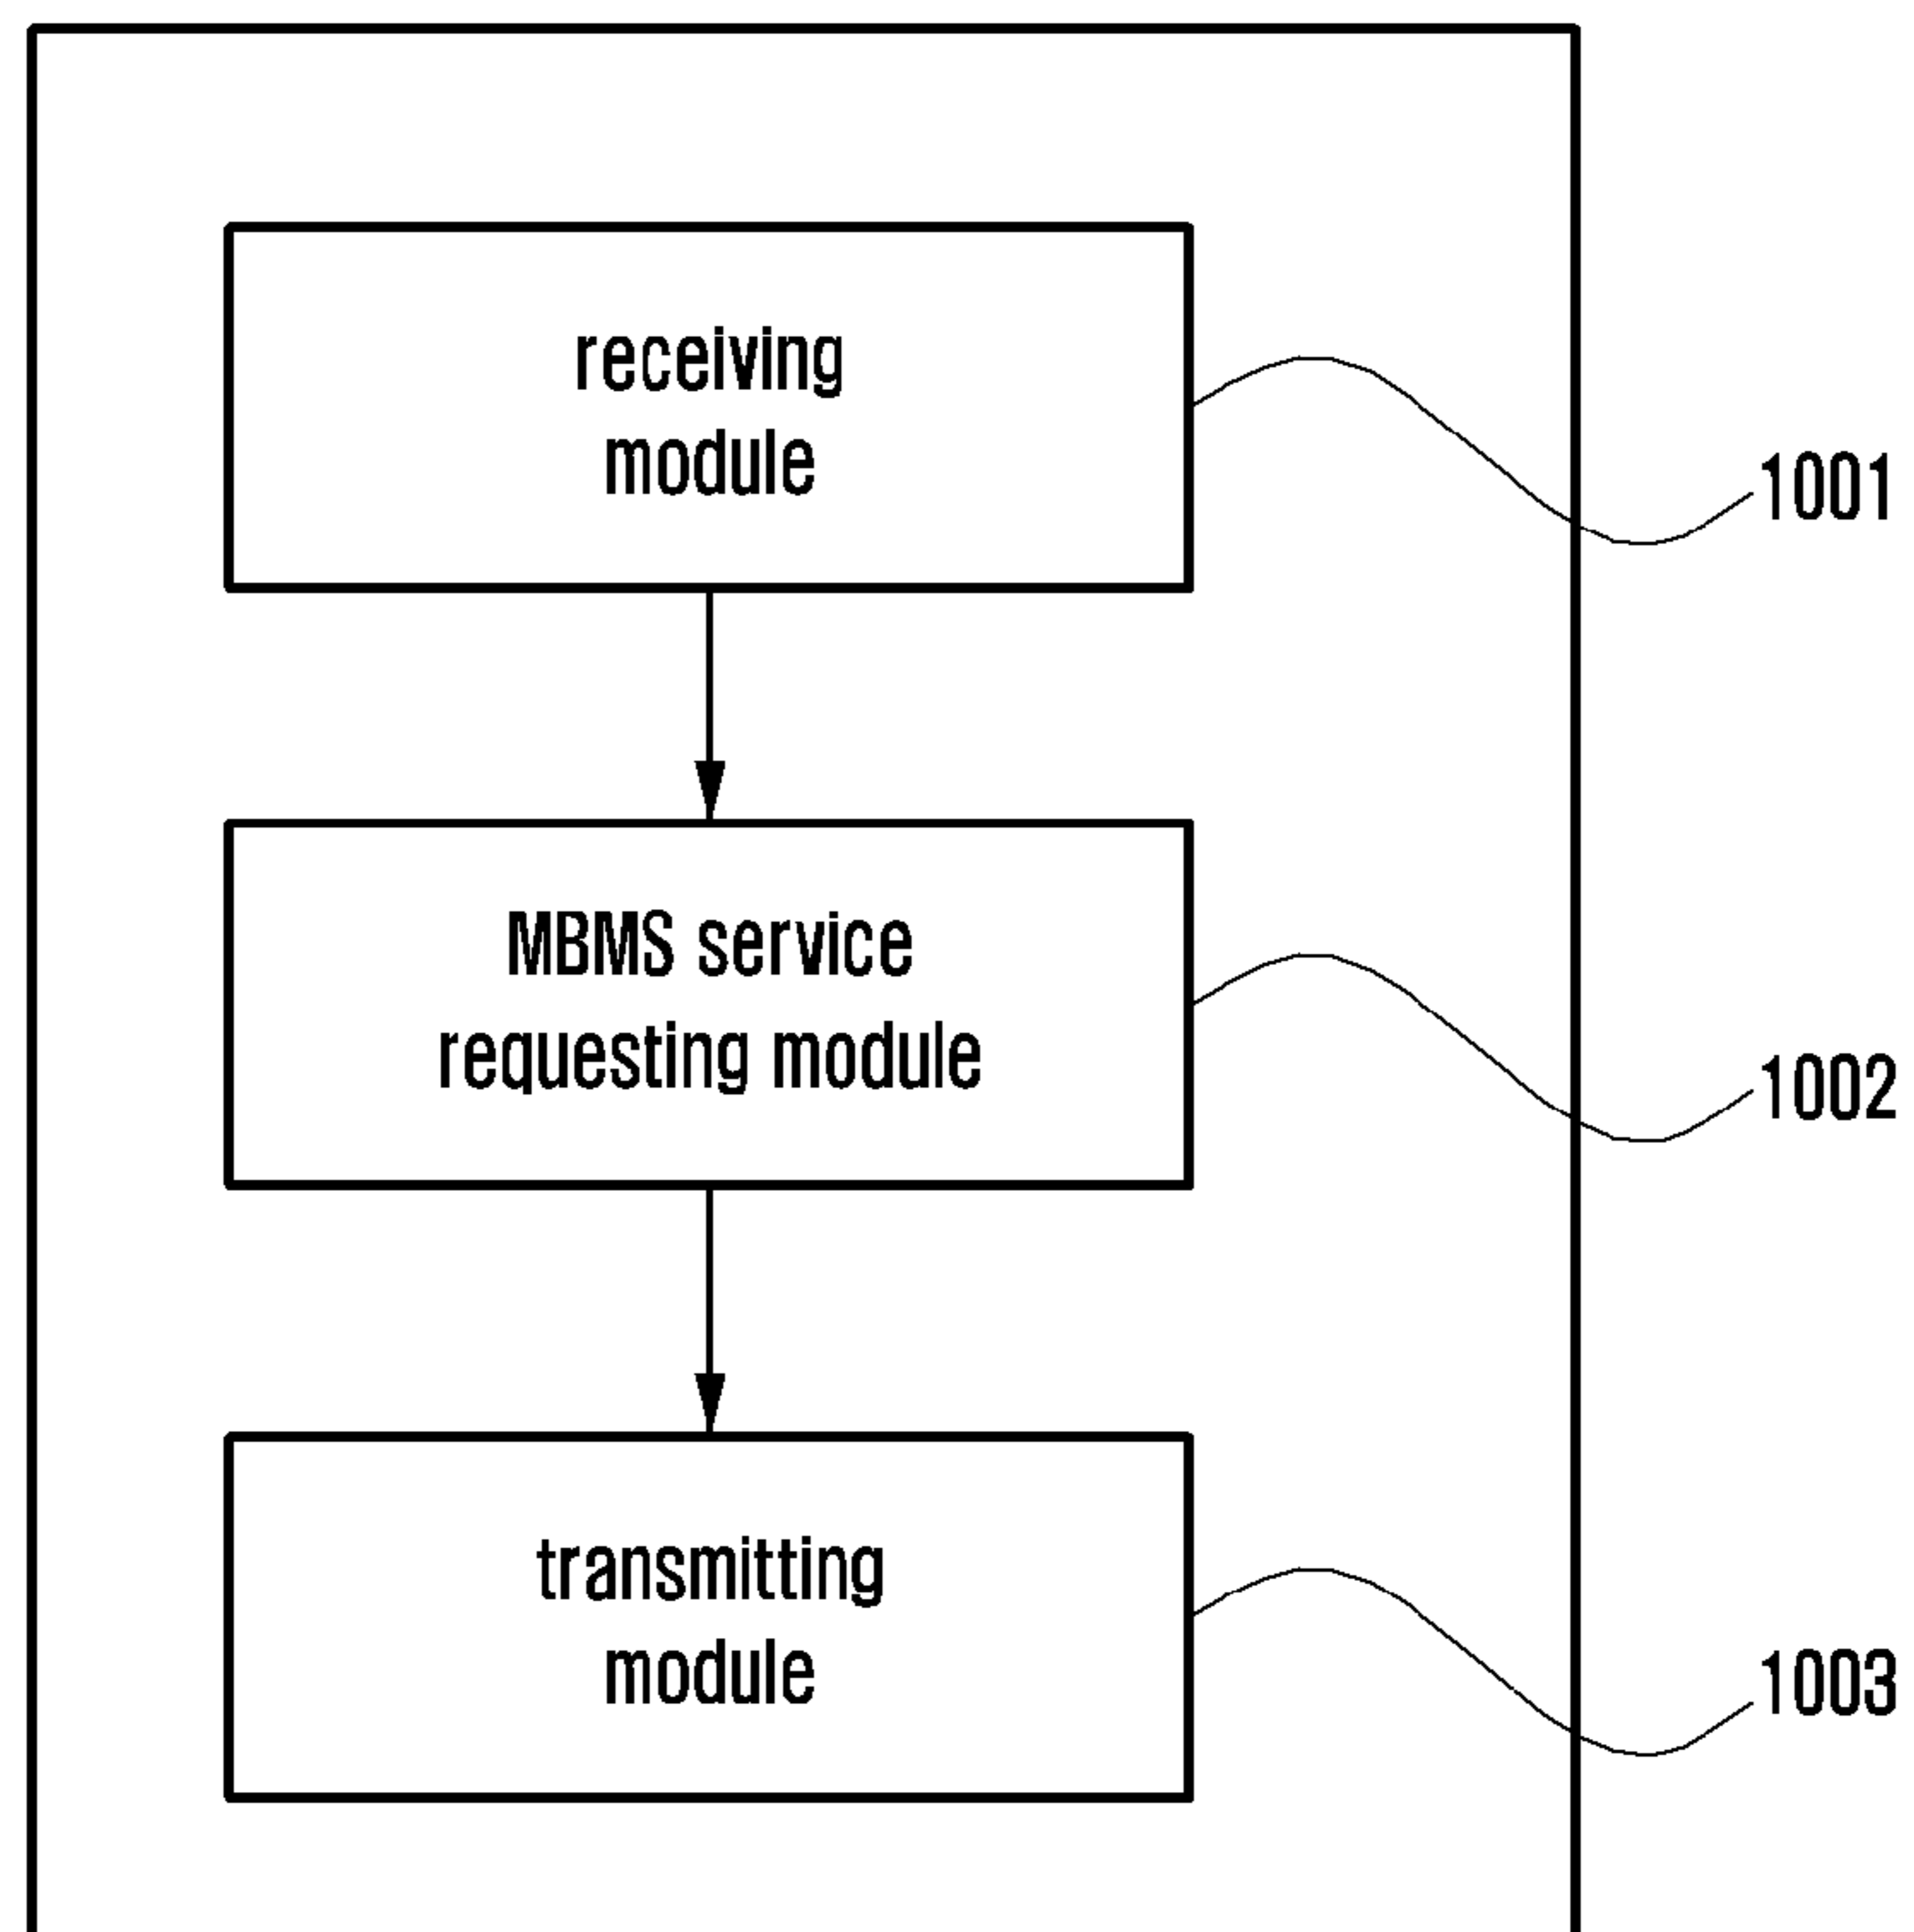 receiving
module
1001
MBMS service
requesting module
1002
transmitting
module
1003